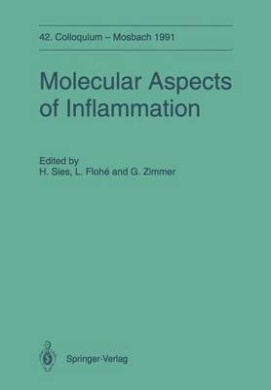 42. Colloquium – Mosbach 1991
Molecular Aspects
of Inflammation
Edited by
H. Sies, L. Flohé and G. Zimmer
Springer-Verlag